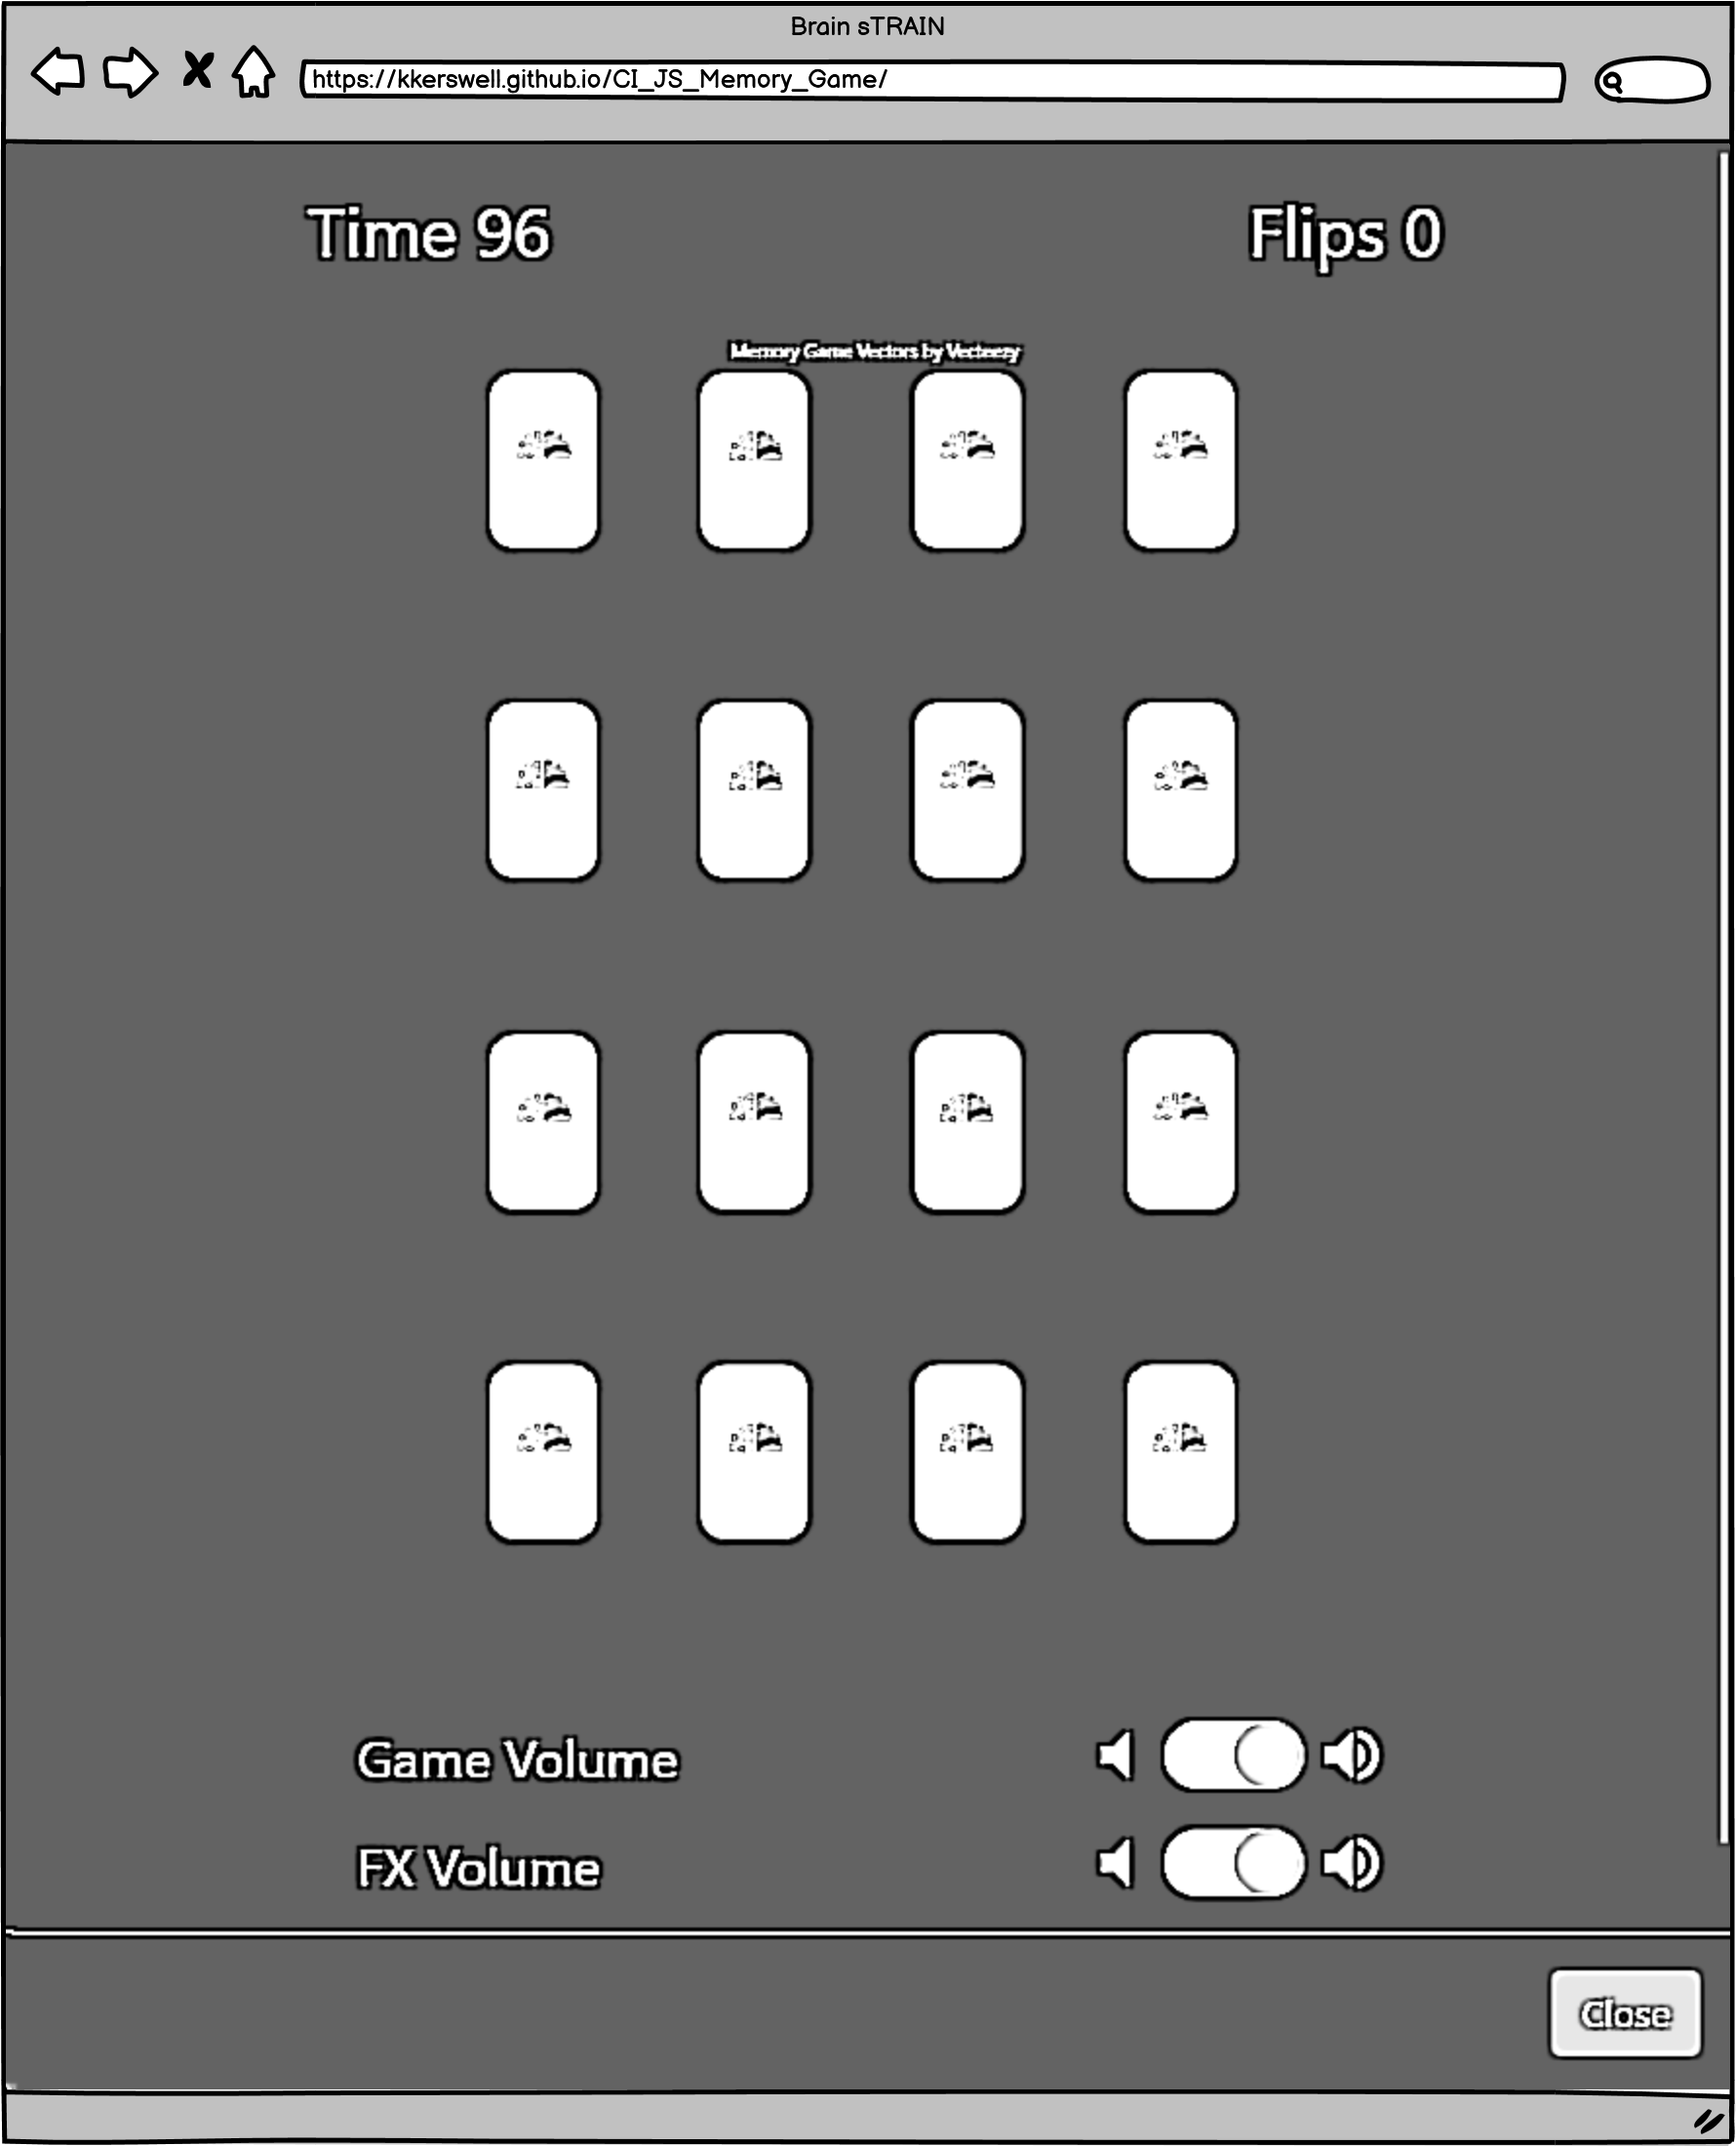 Brain sTRAIN
https://kkerswell.github.io/CI_JS_Memory_Game/
Time 96
Flips 0
Memory Game Vectors by Vecteezy
Game Volume
FX Volume
Close